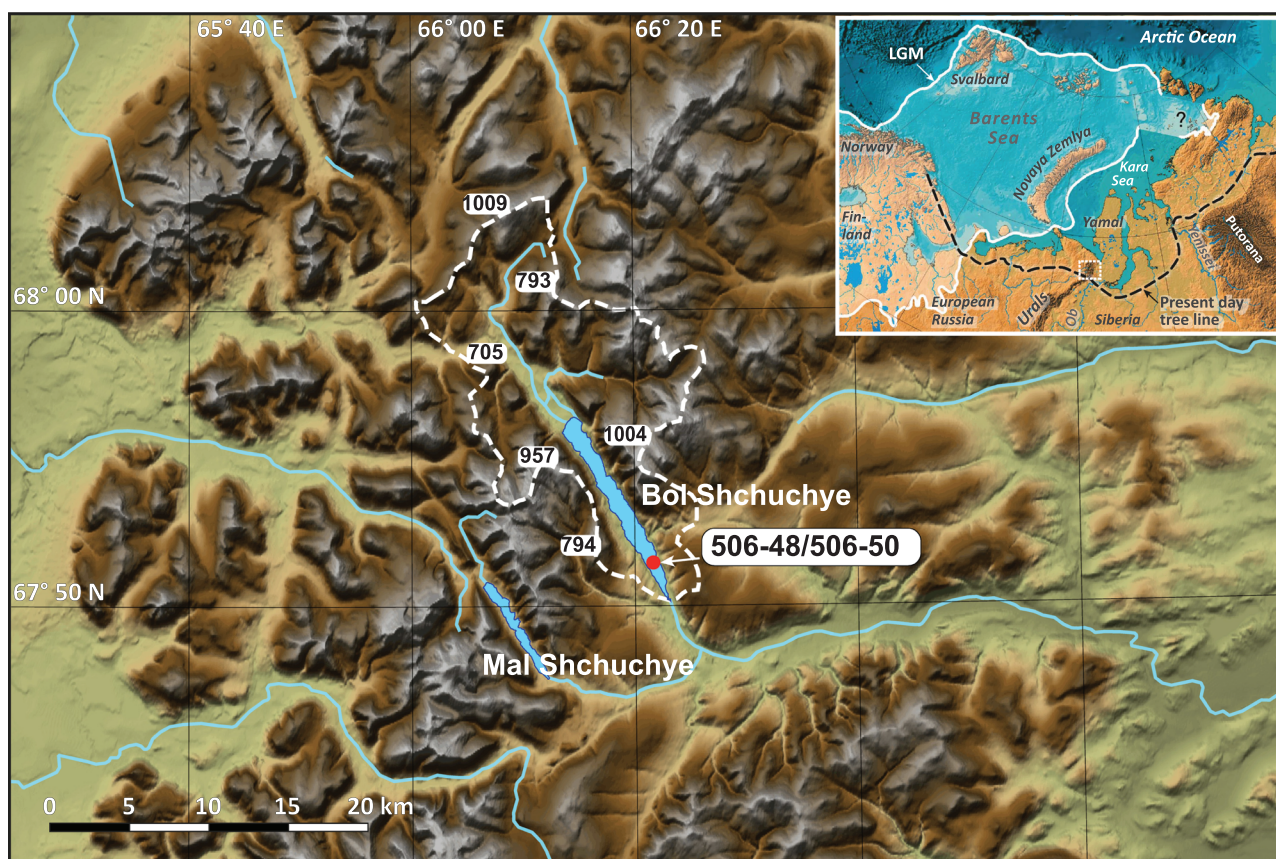 65° 40
66° 00 E
66° 20
1009
793
68° 00 N
705
1004
957
Bol Shchuchye
794
506-48/506-50
67° 50
Mal Shchuchye
0 5 10 15 20 km
Arctic Ocean
LGM
Svalbard
Barents
Sea
?
Norway
Novaya Zemlya
Kara
Sea
Fin-
land
Yamal
Putorana
Yenissei
European
Russia
Urals
Ob
Siberia
Present day
tree line